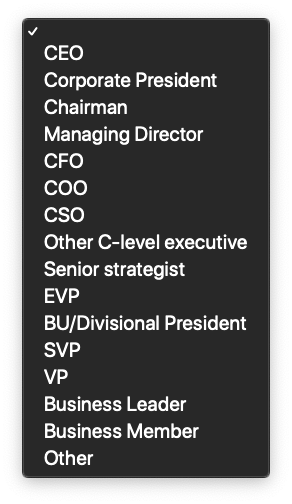 CEO
Corporate President
Chairman
Managing Director
CFO
COO
CSO
Other C-level executive
Senior strategist
EVP
BU/Divisional President
SVP
VP
Business Leader
Business Member
Other